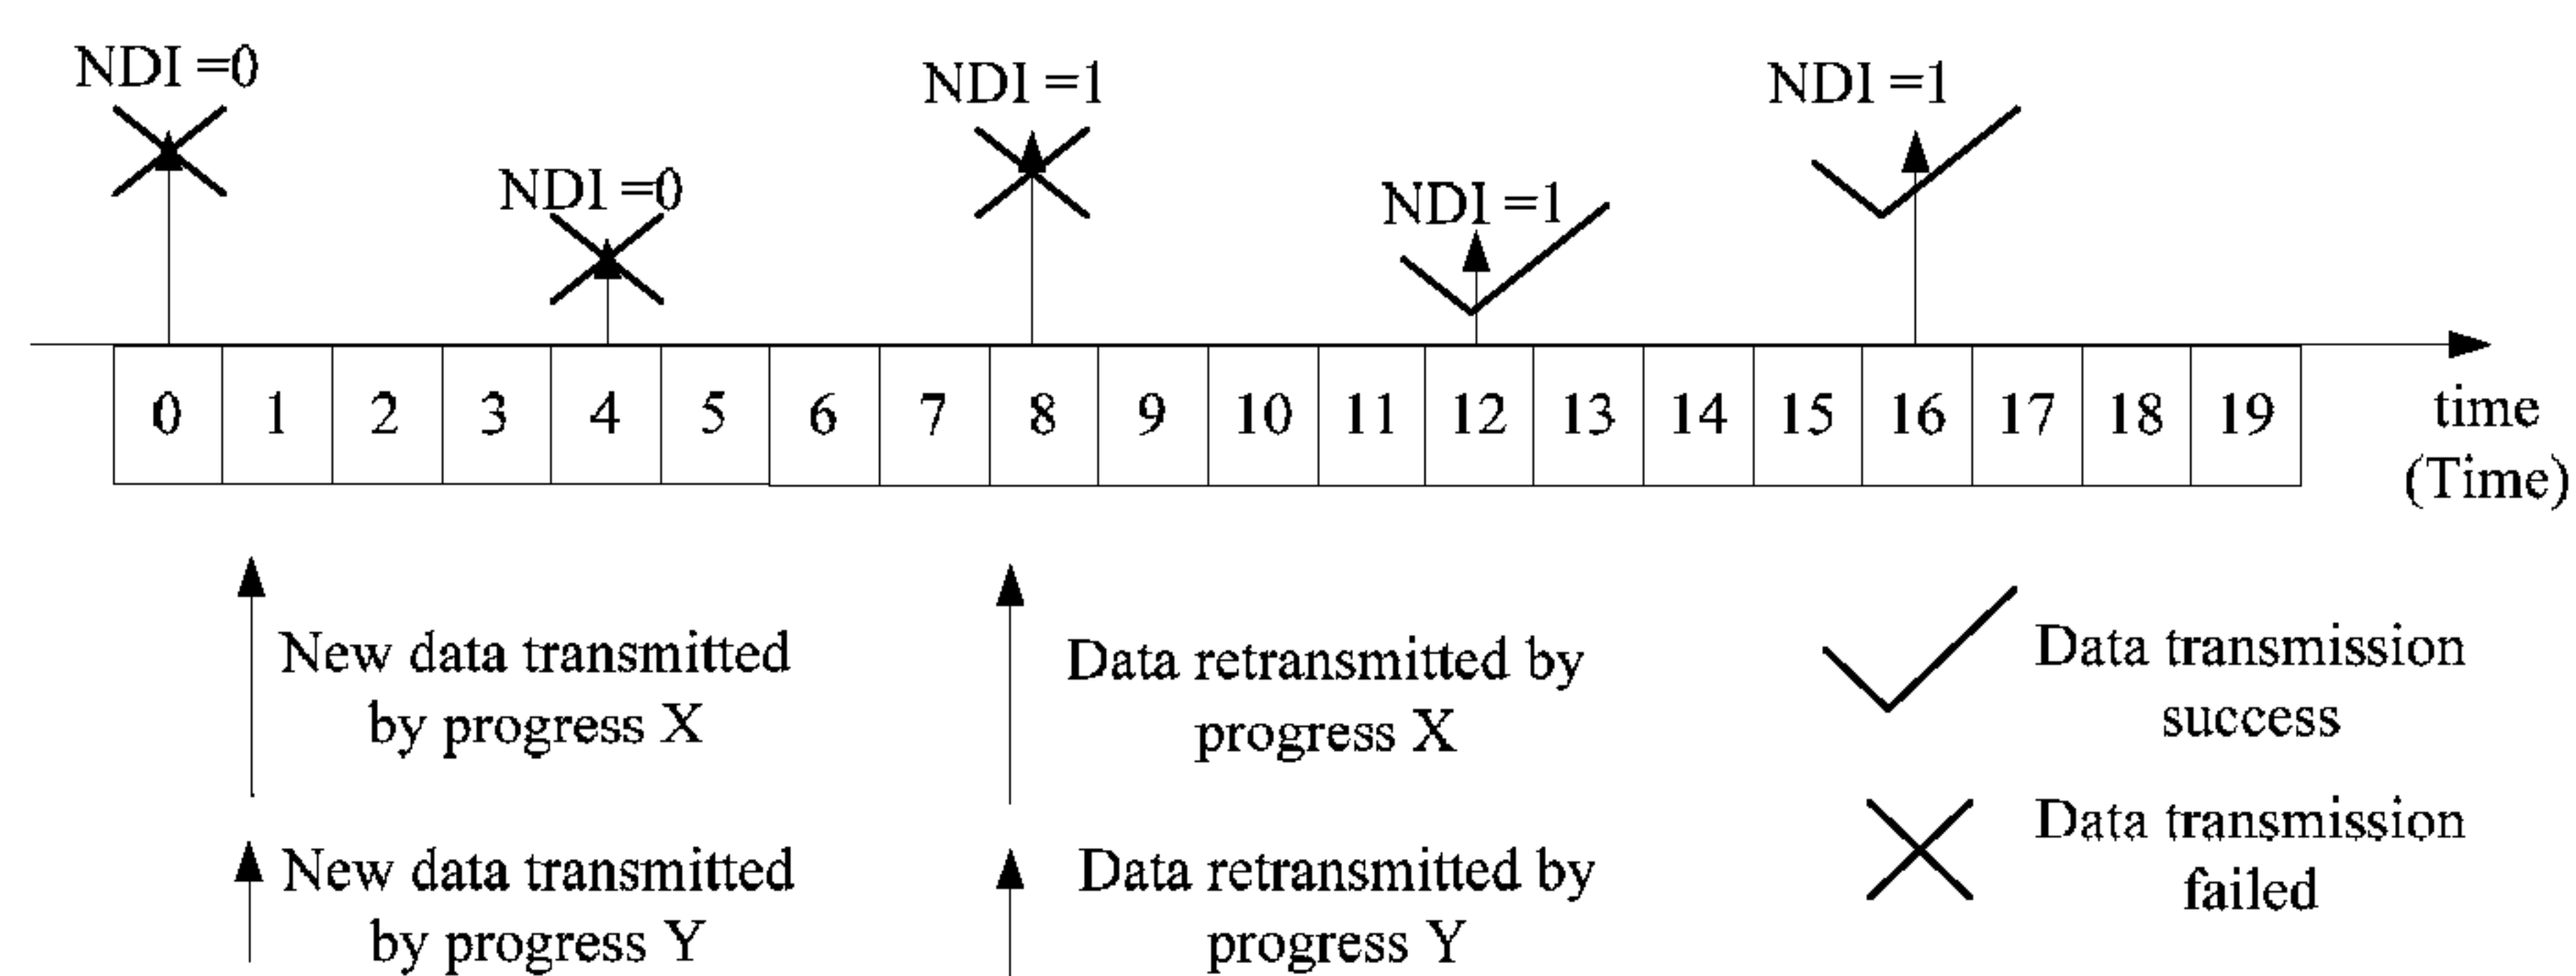 NDI =0
NDI =0
NDI =1
NDI =1
NDI =1
0 1 2 3 4 5 6 7 8 9 10 11 12 13 14 15 16 17 18 19
time
(Time)
New data transmitted
by progress X
Data retransmitted by
progress X
Data transmission
success
New data transmitted
by progress Y
Data retransmitted by
progress Y
Data transmission
failed